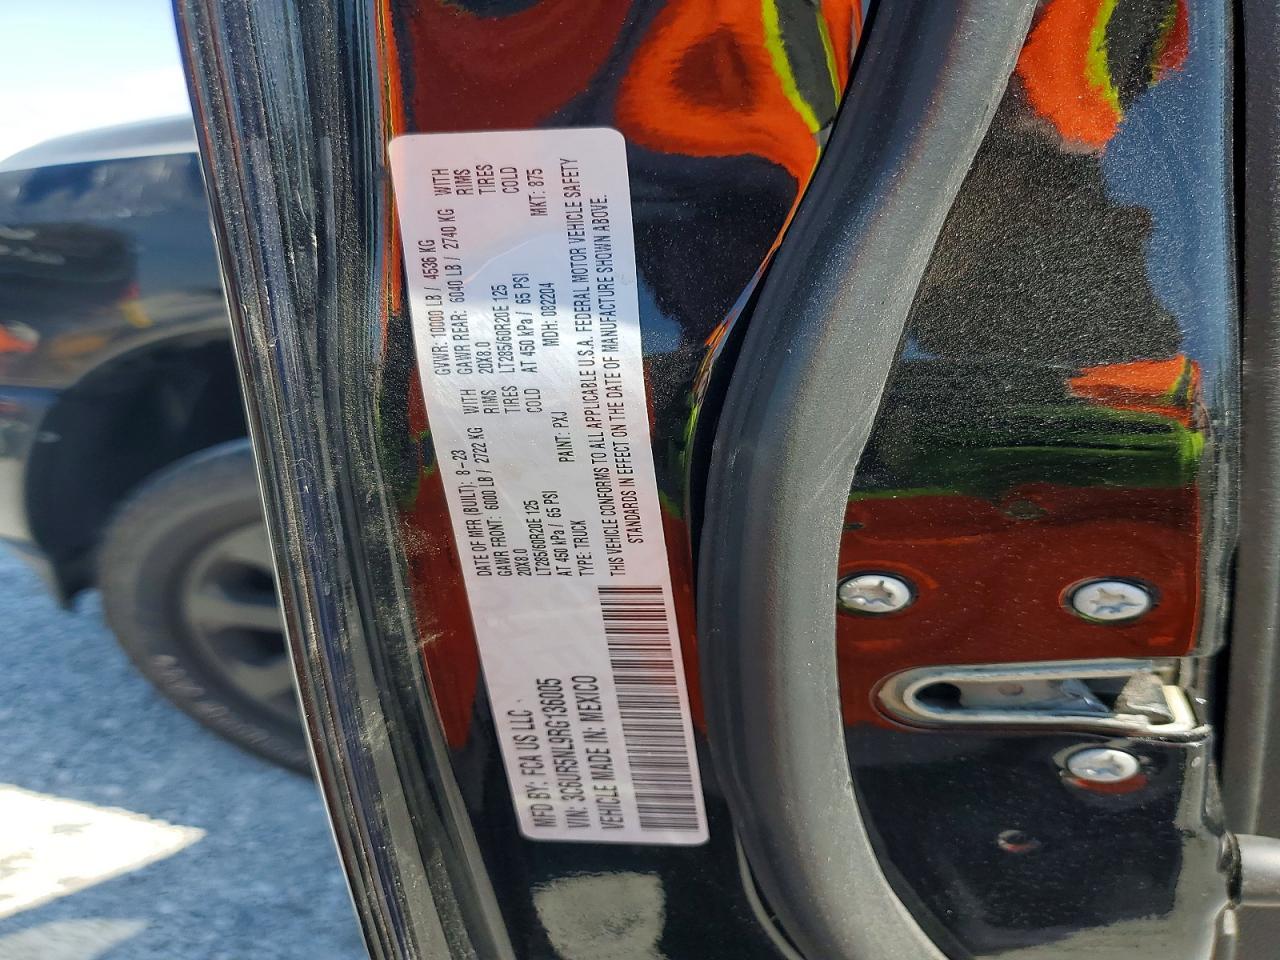 MFD BY: FCA US LLC
VIN: 3C6UR5NL9RG136005
VEHICLE MADE IN: MEXICO
DATE OF MFR (BUILT): 8-23
GAWR FRONT: 6000 LB / 2722 KG WITH
20X8.0 RIMS
LT285/60R20E 125 TIRES
AT 450 kPa / 65 PSI COLD
TYPE: TRUCK PAINT: PXJ
GVWR: 10000 LB / 4536 KG
GAWR REAR: 6040 LB / 2740 KG WITH
20X8.0 RIMS
LT285/60R20E 125 TIRES
AT 450 kPa / 65 PSI COLD
MDH: 082204 MKT: 875
THIS VEHICLE CONFORMS TO ALL APPLICABLE U.S.A. FEDERAL MOTOR VEHICLE SAFETY
STANDARDS IN EFFECT ON THE DATE OF MANUFACTURE SHOWN ABOVE.